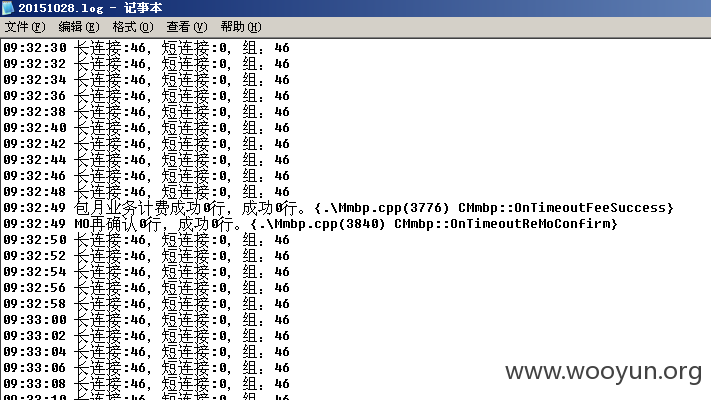 20151028.log - 记事本
文件(F) 编辑(E) 格式(O) 查看(V) 帮助(H)
09:32:30 长连接:46, 短连接:0, 组: 46
09:32:32 长连接:46, 短连接:0, 组: 46
09:32:34 长连接:46, 短连接:0, 组: 46
09:32:36 长连接:46, 短连接:0, 组: 46
09:32:38 长连接:46, 短连接:0, 组: 46
09:32:40 长连接:46, 短连接:0, 组: 46
09:32:42 长连接:46, 短连接:0, 组: 46
09:32:44 长连接:46, 短连接:0, 组: 46
09:32:46 长连接:46, 短连接:0, 组: 46
09:32:48 长连接:46, 短连接:0, 组: 46
09:32:49 包月业务计费成功0行, 成功0行。{.\Mmbp.cpp(3776) CMmbp::OnTimeoutFeeSuccess}
09:32:49 MO再确认0行, 成功0行。{.\Mmbp.cpp(3840) CMmbp::OnTimeoutReMoConfirm}
09:32:50 长连接:46, 短连接:0, 组: 46
09:32:52 长连接:46, 短连接:0, 组: 46
09:32:54 长连接:46, 短连接:0, 组: 46
09:32:56 长连接:46, 短连接:0, 组: 46
09:32:58 长连接:46, 短连接:0, 组: 46
09:33:00 长连接:46, 短连接:0, 组: 46
09:33:02 长连接:46, 短连接:0, 组: 46
09:33:04 长连接:46, 短连接:0, 组: 46
09:33:06 长连接:46, 短连接:0, 组: 46
09:33:08 长连接:46, 短连接:0, 组: 46
09:33:10 长连接:46, 短连接:0, 组: 46
www.wooyun.org